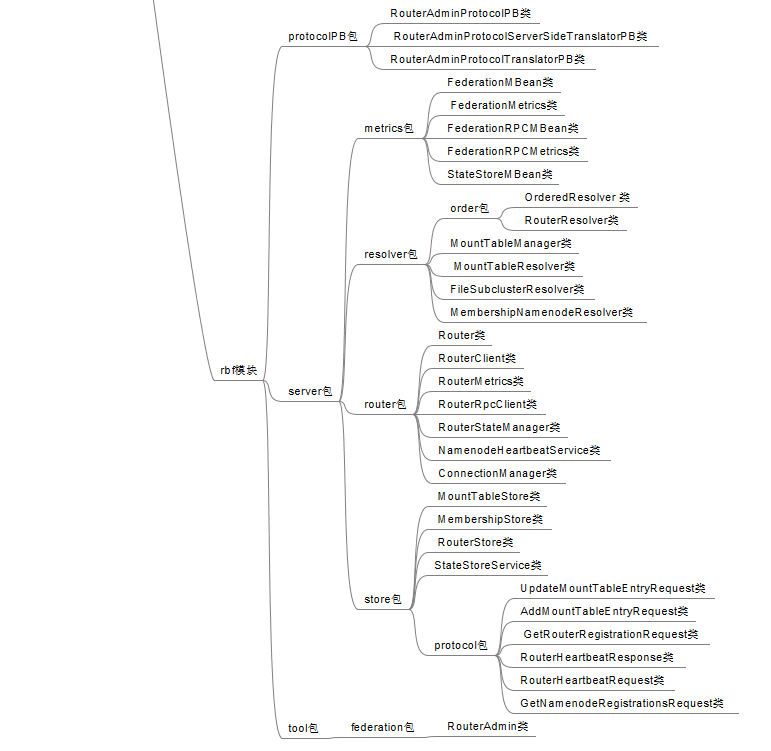 RouterAdminProtocolPB类
protocolPB包
RouterAdminProtocolServerSideTranslatorPB类
RouterAdminProtocolTranslatorPB类
FederationMBean类
FederationMetrics类
metrics包
FederationRPCMBean类
FederationRPCMetrics类
StateStoreMBean类
OrderedResolver 类
order包
RouterResolver类
MountTableManager类
resolver包
MountTableResolver类
FileSubclusterResolver类
MembershipNamenodeResolver类
Router类
RouterClient类
rbf模块
RouterMetrics类
server包
router包
RouterRpcClient类
RouterStateManager类
NamenodeHeartbeatService类
ConnectionManager类
MountTableStore类
MembershipStore类
RouterStore类
StateStoreService类
UpdateMountTableEntryRequest类
store包
AddMountTableEntryRequest类
GetRouterRegistrationRequest类
protocol包
RouterHeartbeatResponse类
RouterHeartbeatRequest类
GetNamenodeRegistrationsRequest类
tool包
federation包
RouterAdmin类